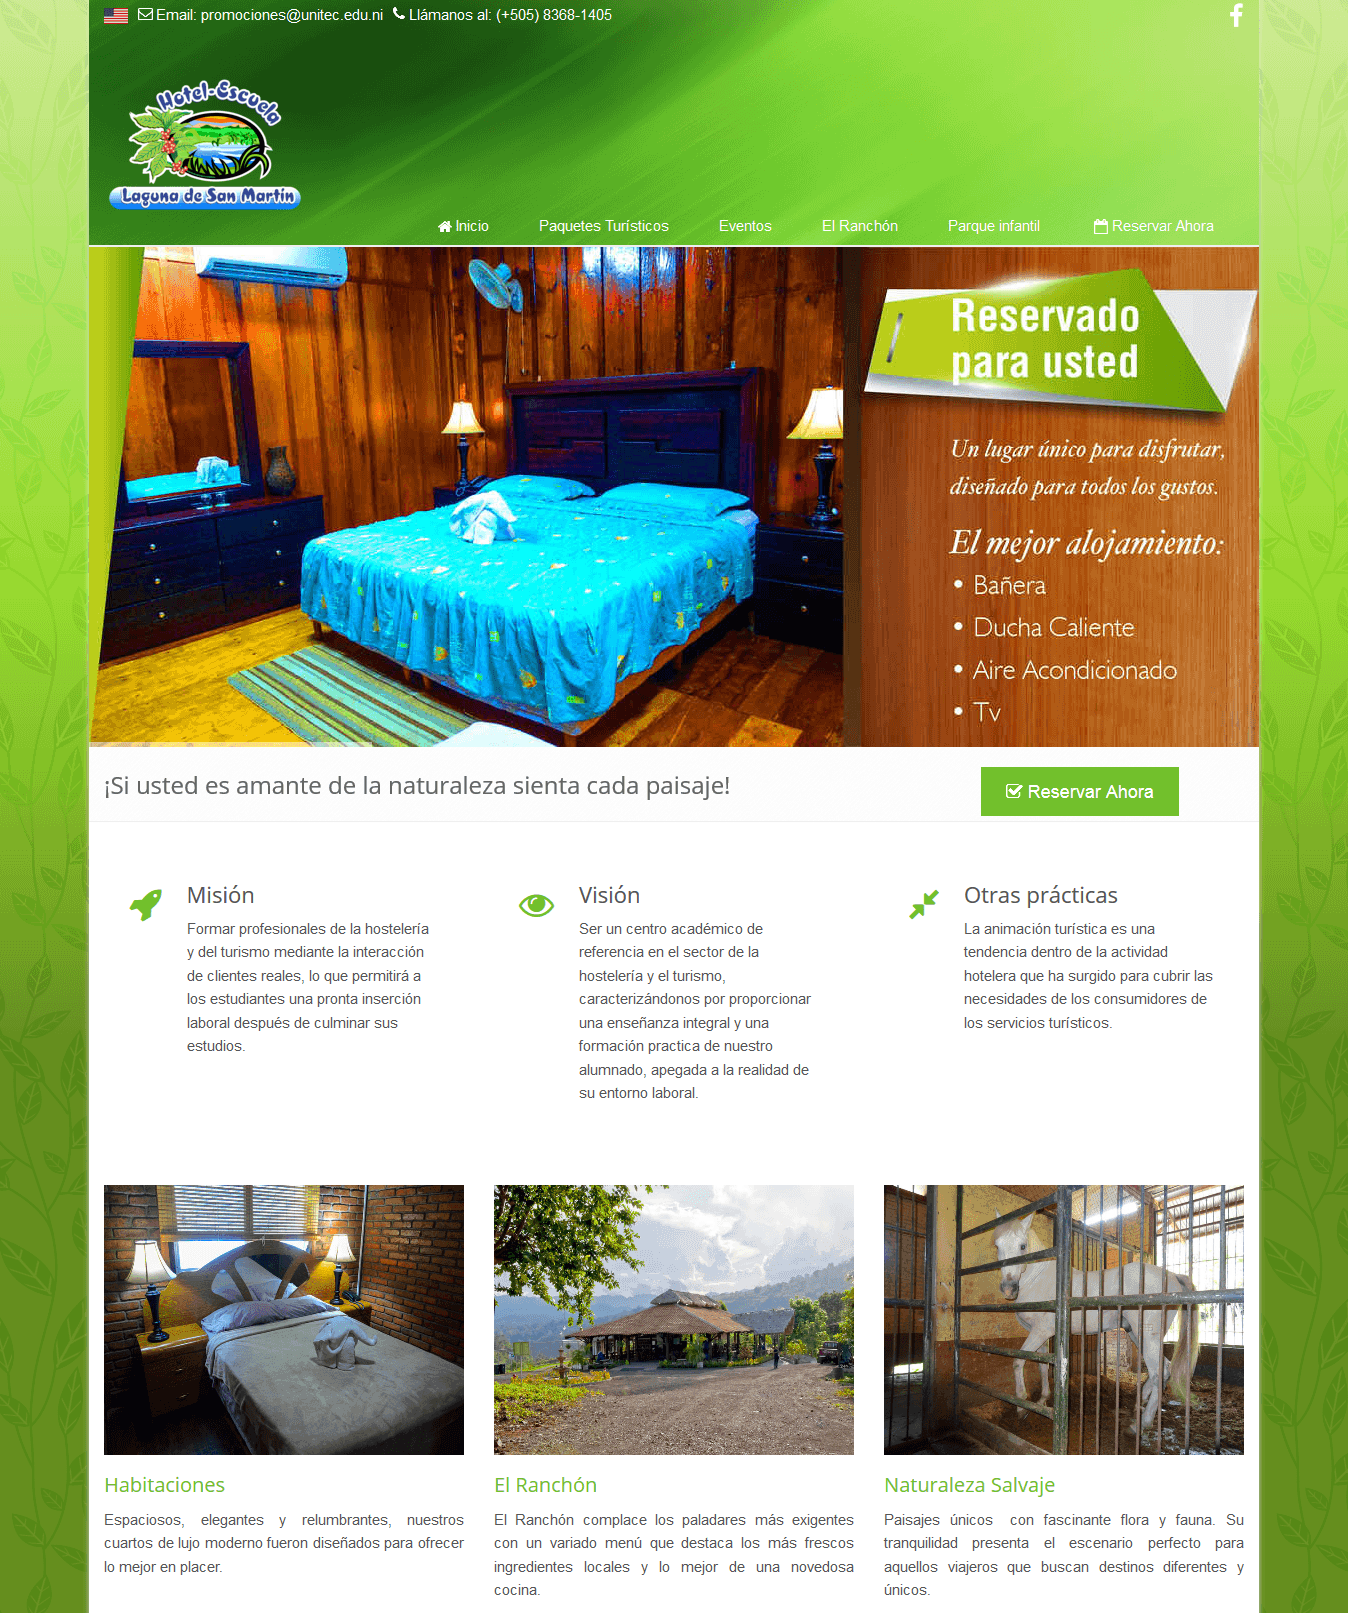 Email: promociones@unitec.edu.ni Llámanos al: (+505) 8368-1405
Hotel-Escuela
Laguna de San Martín
Inicio Paquetes Turísticos Eventos El Ranchón Parque infantil Reservar Ahora
Reservado
para usted
Un lugar único para disfrutar,
diseñado para todos los gustos.
El mejor alojamiento:
• Bañera
• Ducha Caliente
• Aire Acondicionado
• Tv
¡Si usted es amante de la naturaleza sienta cada paisaje!
Reservar Ahora
Misión
Formar profesionales de la hostelería
y del turismo mediante la interacción
de clientes reales, lo que permitirá a
los estudiantes una pronta inserción
laboral después de culminar sus
estudios.
Visión
Ser un centro académico de
referencia en el sector de la
hostelería y el turismo,
caracterizándonos por proporcionar
una enseñanza integral y una
formación practica de nuestro
alumnado, apegada a la realidad de
su entorno laboral.
Otras prácticas
La animación turística es una
tendencia dentro de la actividad
hotelera que ha surgido para cubrir las
necesidades de los consumidores de
los servicios turísticos.
Habitaciones
Espaciosos, elegantes y relumbrantes, nuestros
cuartos de lujo moderno fueron diseñados para ofrecer
lo mejor en placer.
El Ranchón
El Ranchón complace los paladares más exigentes
con un variado menú que destaca los más frescos
ingredientes locales y lo mejor de una novedosa
cocina.
Naturaleza Salvaje
Paisajes únicos con fascinante flora y fauna. Su
tranquilidad presenta el escenario perfecto para
aquellos viajeros que buscan destinos diferentes y
únicos.